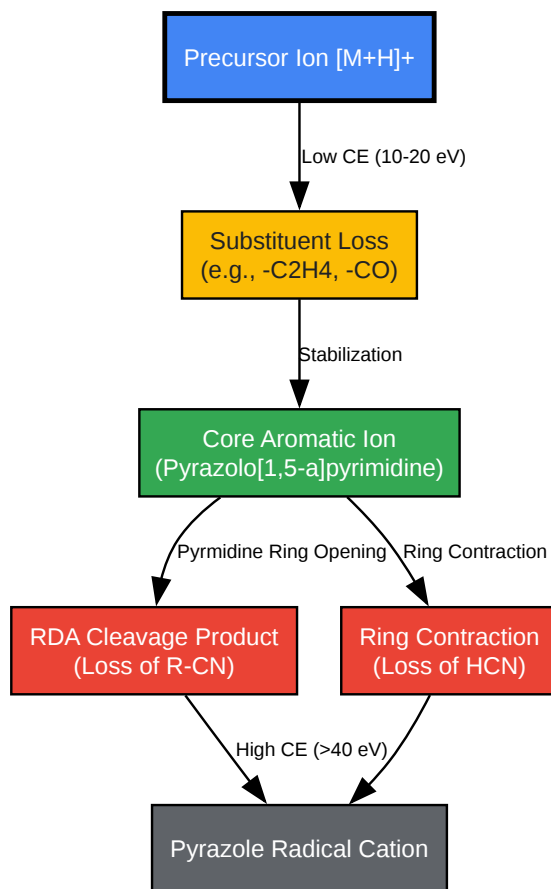 Precursor Ion [M+H]+
Low CE (10-20 eV)
Substituent Loss
(e.g., -C2H4, -CO)
Stabilization
Core Aromatic Ion
(Pyrazolo[1,5-a]pyrimidine)
Pyrmidine Ring Opening
Ring Contraction
RDA Cleavage Product
(Loss of R-CN)
Ring Contraction
(Loss of HCN)
High CE (>40 eV)
Pyrazole Radical Cation